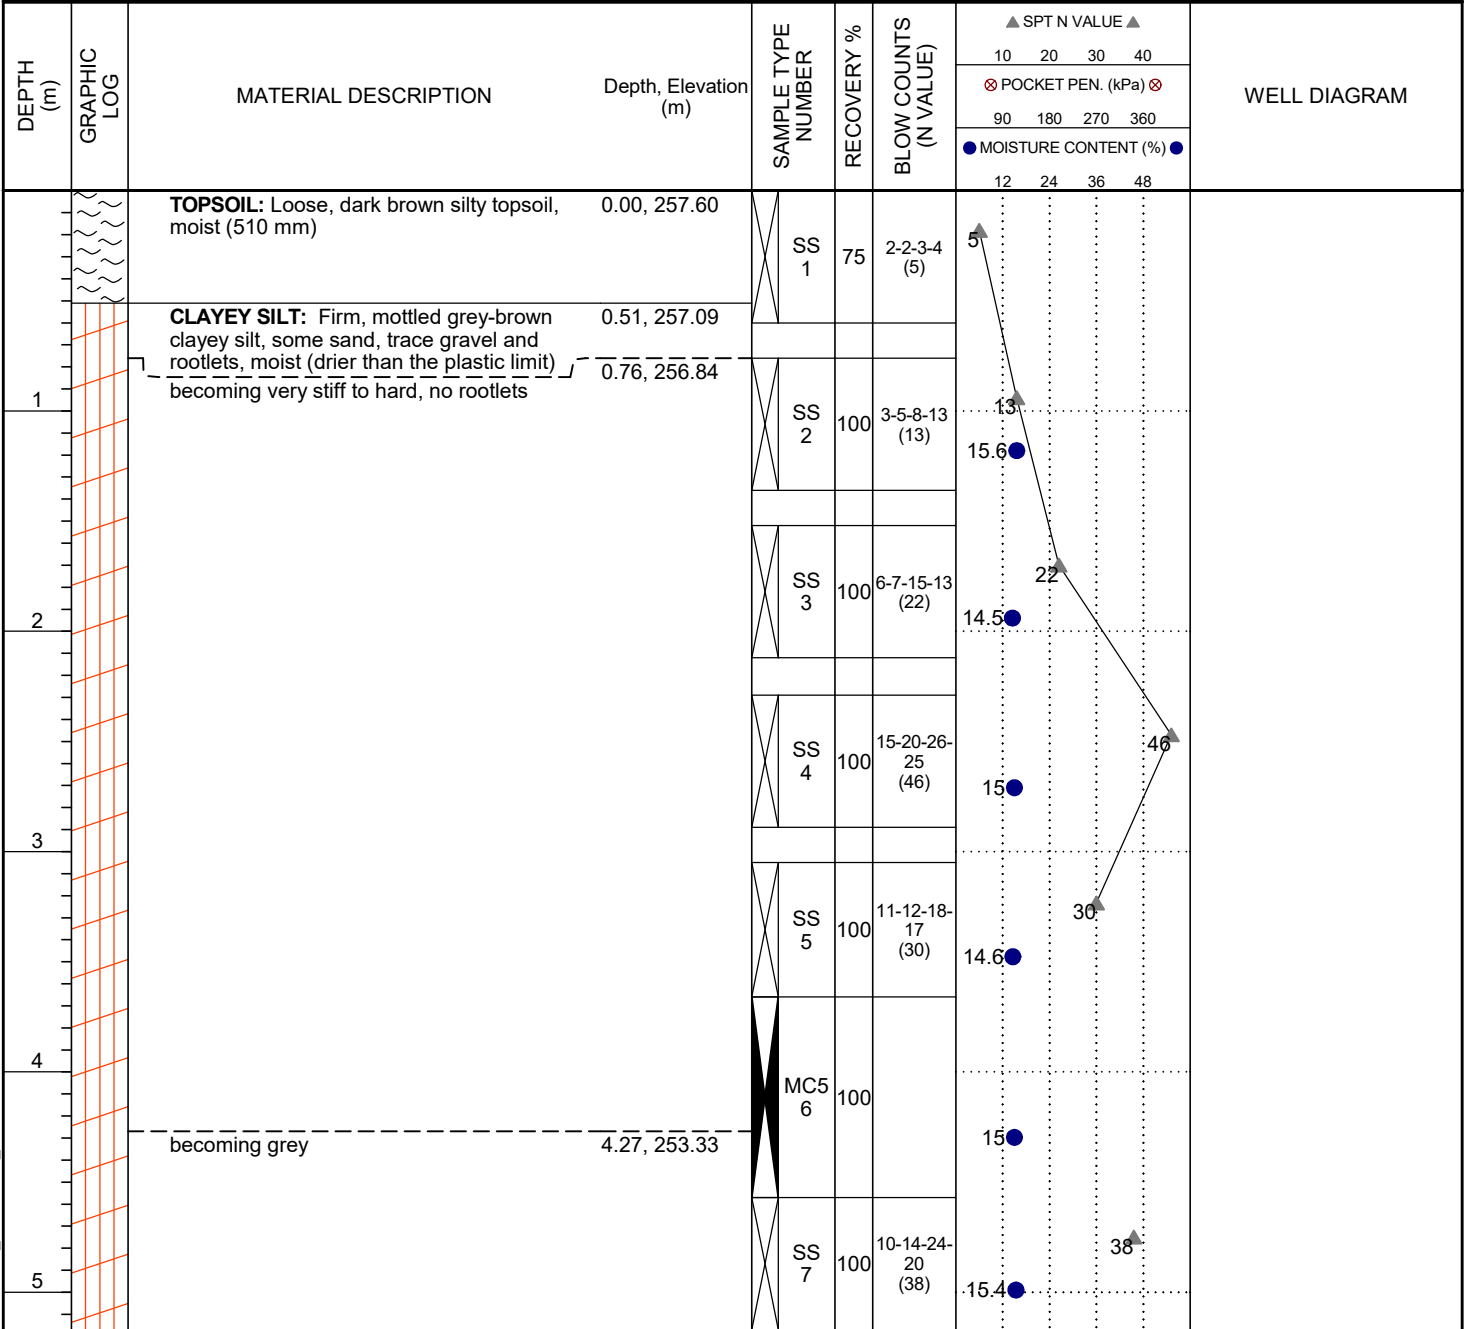 DEPTH
(m)
GRAPHIC
LOG
MATERIAL DESCRIPTION
Depth, Elevation
(m)
SAMPLE TYPE
NUMBER
RECOVERY %
BLOW COUNTS
(N VALUE)
▲ SPT N VALUE ▲
10 20 30 40
⊗ POCKET PEN. (kPa) ⊗
90 180 270 360
● MOISTURE CONTENT (%) ●
12 24 36 48
WELL DIAGRAM
TOPSOIL: Loose, dark brown silty topsoil,
moist (510 mm)
0.00, 257.60
SS
1
75
2-2-3-4
(5)
5
CLAYEY SILT: Firm, mottled grey-brown
clayey silt, some sand, trace gravel and
rootlets, moist (drier than the plastic limit)
0.51, 257.09
0.76, 256.84
becoming very stiff to hard, no rootlets
1
SS
2
100
3-5-8-13
(13)
13
15.6
SS
3
100
6-7-15-13
(22)
22
14.5
2
SS
4
100
15-20-26-
25
(46)
46
15
3
SS
5
100
11-12-18-
17
(30)
30
14.6
4
MC5
6
100
15
becoming grey
4.27, 253.33
SS
7
100
10-14-24-
20
(38)
38
5
15.4